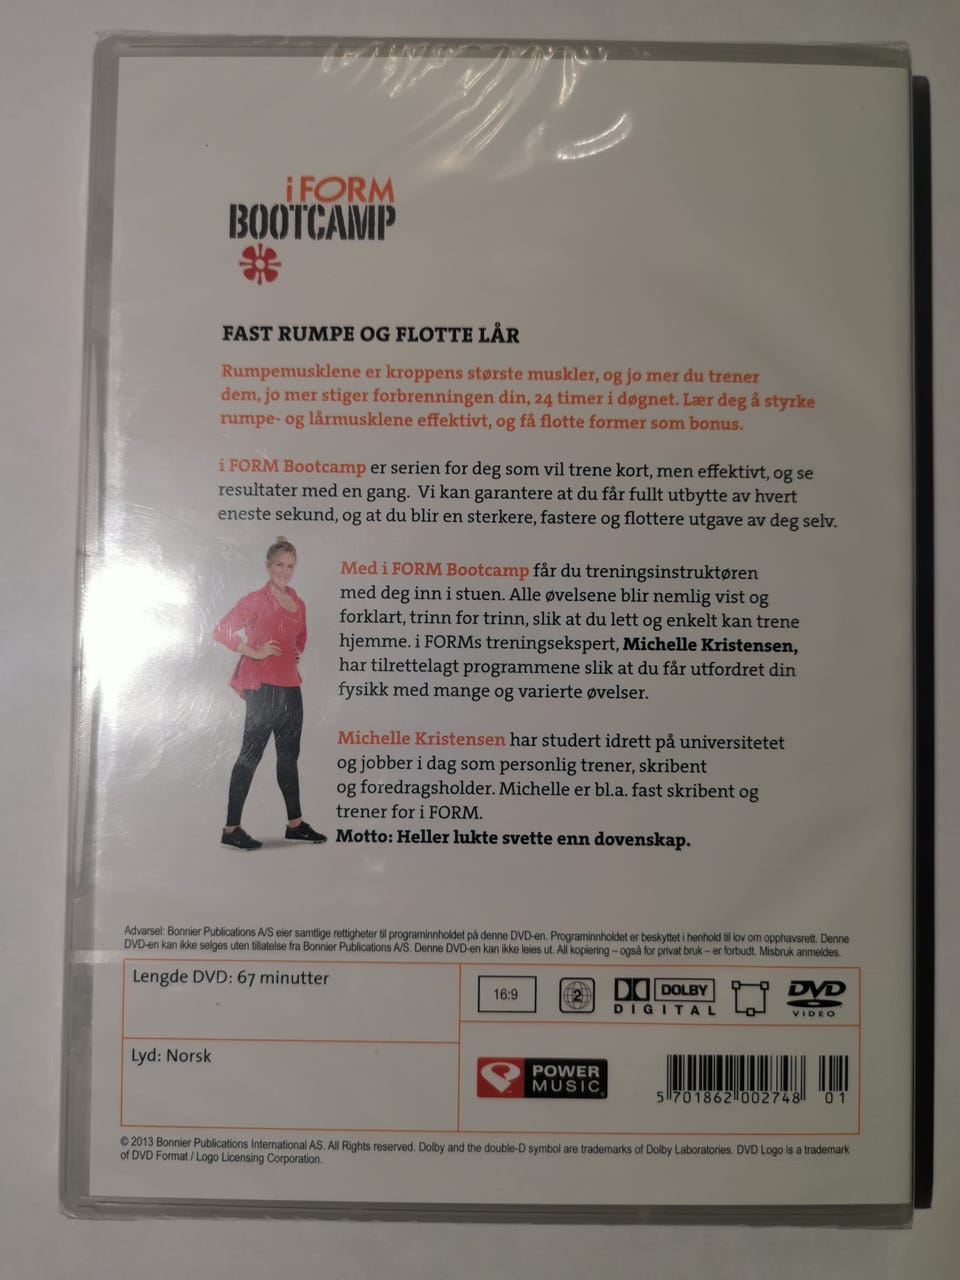 i FORM
BOOTCAMP
FAST RUMPE OG FLOTTE LÅR
Rumpemusklene er kroppens største muskler, og jo mer du trener
dem, jo mer stiger forbrenningen din, 24 timer i døgnet. Lær deg å styrke
rumpe- og lårmusklene effektivt, og få flotte former som bonus.
i FORM Bootcamp er serien for deg som vil trene kort, men effektivt, og se
resultater med en gang. Vi kan garantere at du får fullt utbytte av hvert
eneste sekund, og at du blir en sterkere, fastere og flottere utgave av deg selv.
Med i FORM Bootcamp får du treningsinstruktøren
med deg inn i stuen. Alle øvelsene blir nemlig vist og
forklart, trinn for trinn, slik at du lett og enkelt kan trene
hjemme. i FORMs treningsekspert, Michelle Kristensen,
har tilrettelagt programmene slik at du får utfordret din
fysikk med mange og varierte øvelser.
Michelle Kristensen har studert idrett på universitetet
og jobber i dag som personlig trener, skribent
og foredragsholder. Michelle er bl.a. fast skribent og
trener for i FORM.
Motto: Heller lukte svette enn dovenskap.
Advarsel: Bonnier Publications A/S eier samtlige rettigheter til programinnholdet på denne DVD-en. Programinnholdet er beskyttet i henhold til lov om opphavsrett. Denne
DVD-en kan ikke selges uten tillatelse fra Bonnier Publications A/S. Denne DVD-en kan ikke leies ut. All kopiering – også for privat bruk – er forbudt. Misbruk anmeldes.
Lengde DVD: 67 minutter
16:9 2 DOLBY DIGITAL DVD VIDEO
Lyd: Norsk
POWER
MUSIC
5 701862 002748 01
© 2013 Bonnier Publications International AS. All Rights reserved. Dolby and the double-D symbol are trademarks of Dolby Laboratories. DVD Logo is a trademark
of DVD Format / Logo Licensing Corporation.